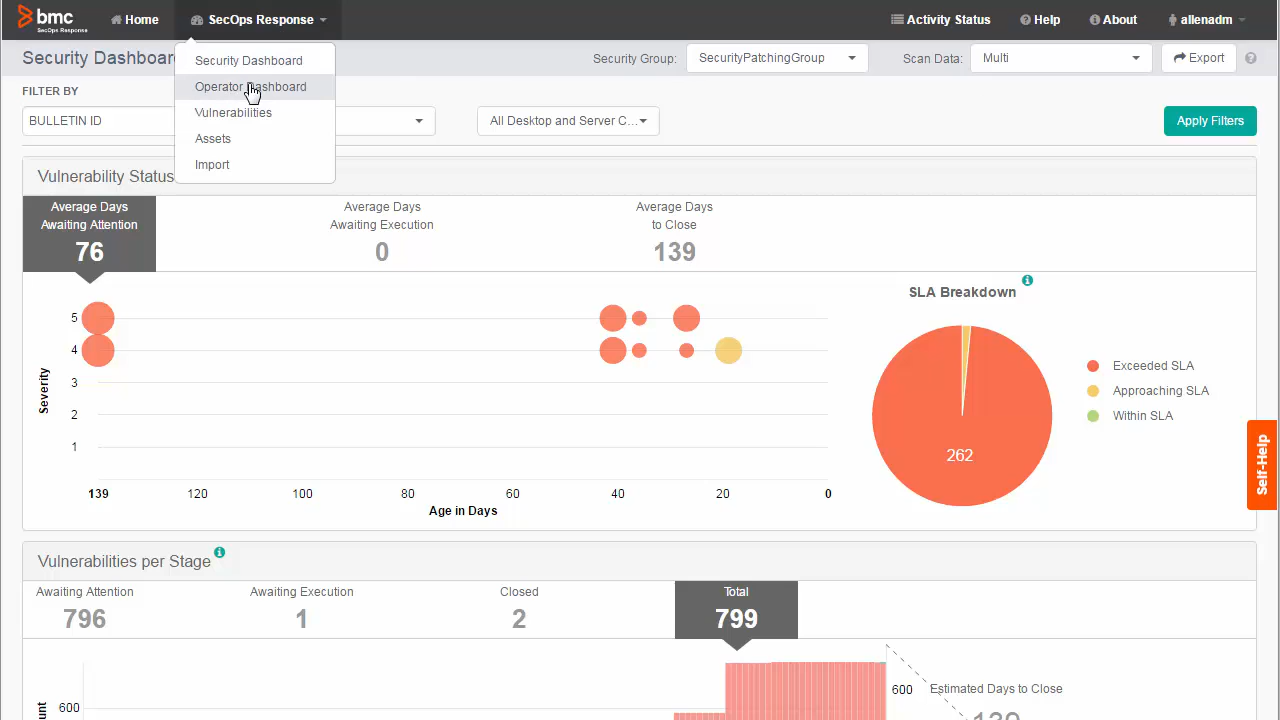 bmc
SecOps Response
Home
SecOps Response
Activity Status
Help
About
allenadm
Security Dashboard
Security Group:
SecurityPatchingGroup
Scan Data:
Multi
Export
Security Dashboard
Operator Dashboard
Vulnerabilities
Assets
Import
FILTER BY
BULLETIN ID
All Desktop and Server C...
Apply Filters
Vulnerability Status
Average Days
Awaiting Attention
76
Average Days
Awaiting Execution
0
Average Days
to Close
139
5
4
3
2
1
Severity
139
120
100
80
60
40
20
0
Age in Days
SLA Breakdown
262
Exceeded SLA
Approaching SLA
Within SLA
Self-Help
Vulnerabilities per Stage
Awaiting Attention
796
Awaiting Execution
1
Closed
2
Total
799
600
600
Estimated Days to Close
139